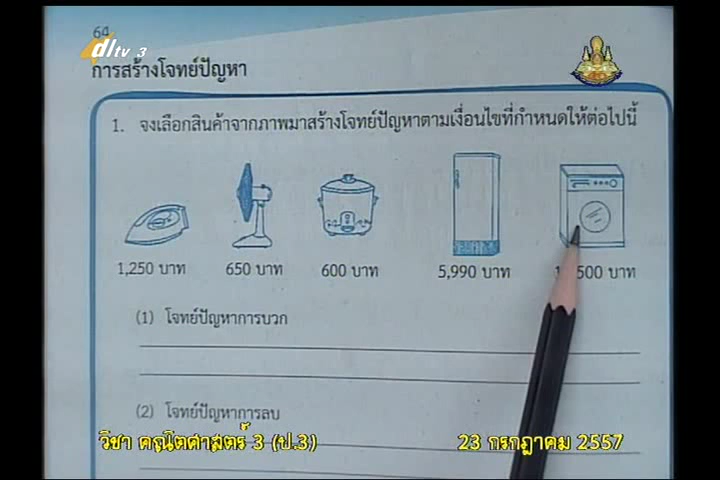 64
dltv 3
การสร้างโจทย์ปัญหา
1. จงเลือกสินค้าจากภาพมาสร้างโจทย์ปัญหาตามเงื่อนไขที่กำหนดให้ต่อไปนี้
1,250 บาท 650 บาท 600 บาท 5,990 บาท 500 บาท
(1) โจทย์ปัญหาการบวก
(2) โจทย์ปัญหาการลบ
วิชา คณิตศาสตร์ 3 (ป.3) 23 กรกฎาคม 2557